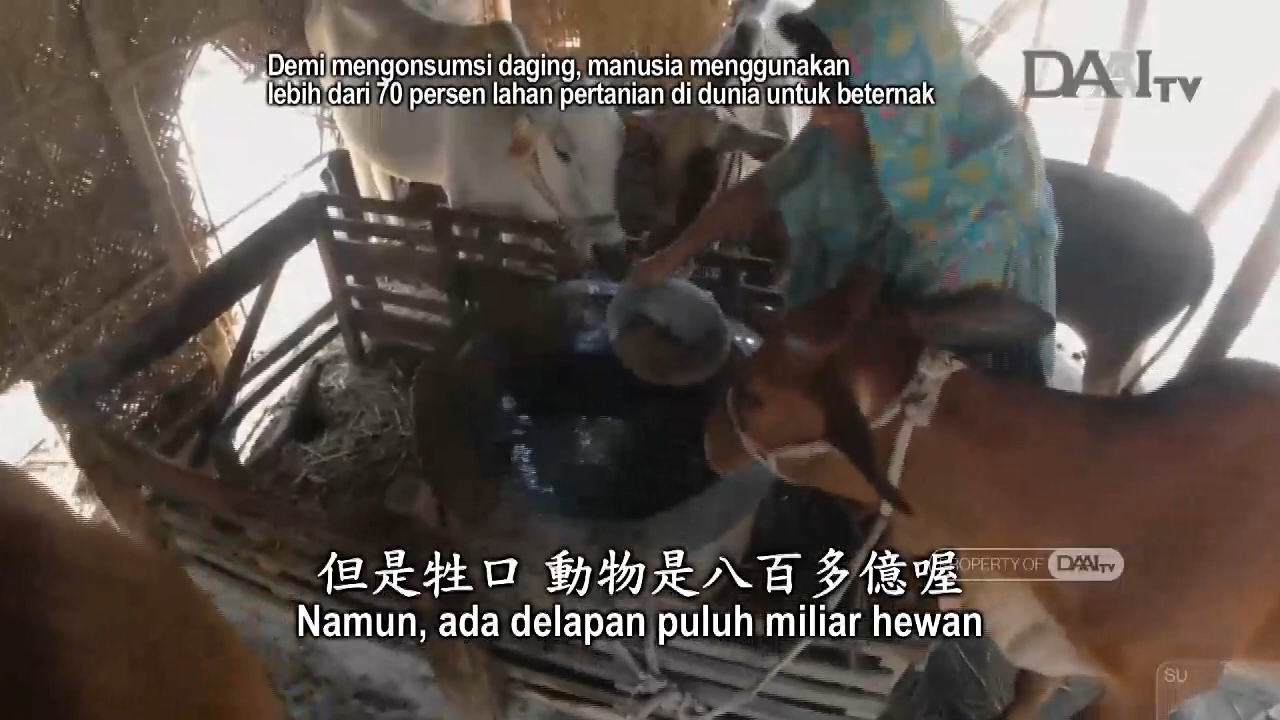 Demi mengonsumsi daging, manusia menggunakan
lebih dari 70 persen lahan pertanian di dunia untuk beternak
DAAI TV
但是牲口 動物是八百多億喔
PROPERTY OF DAAI TV
Namun, ada delapan puluh miliar hewan
SU